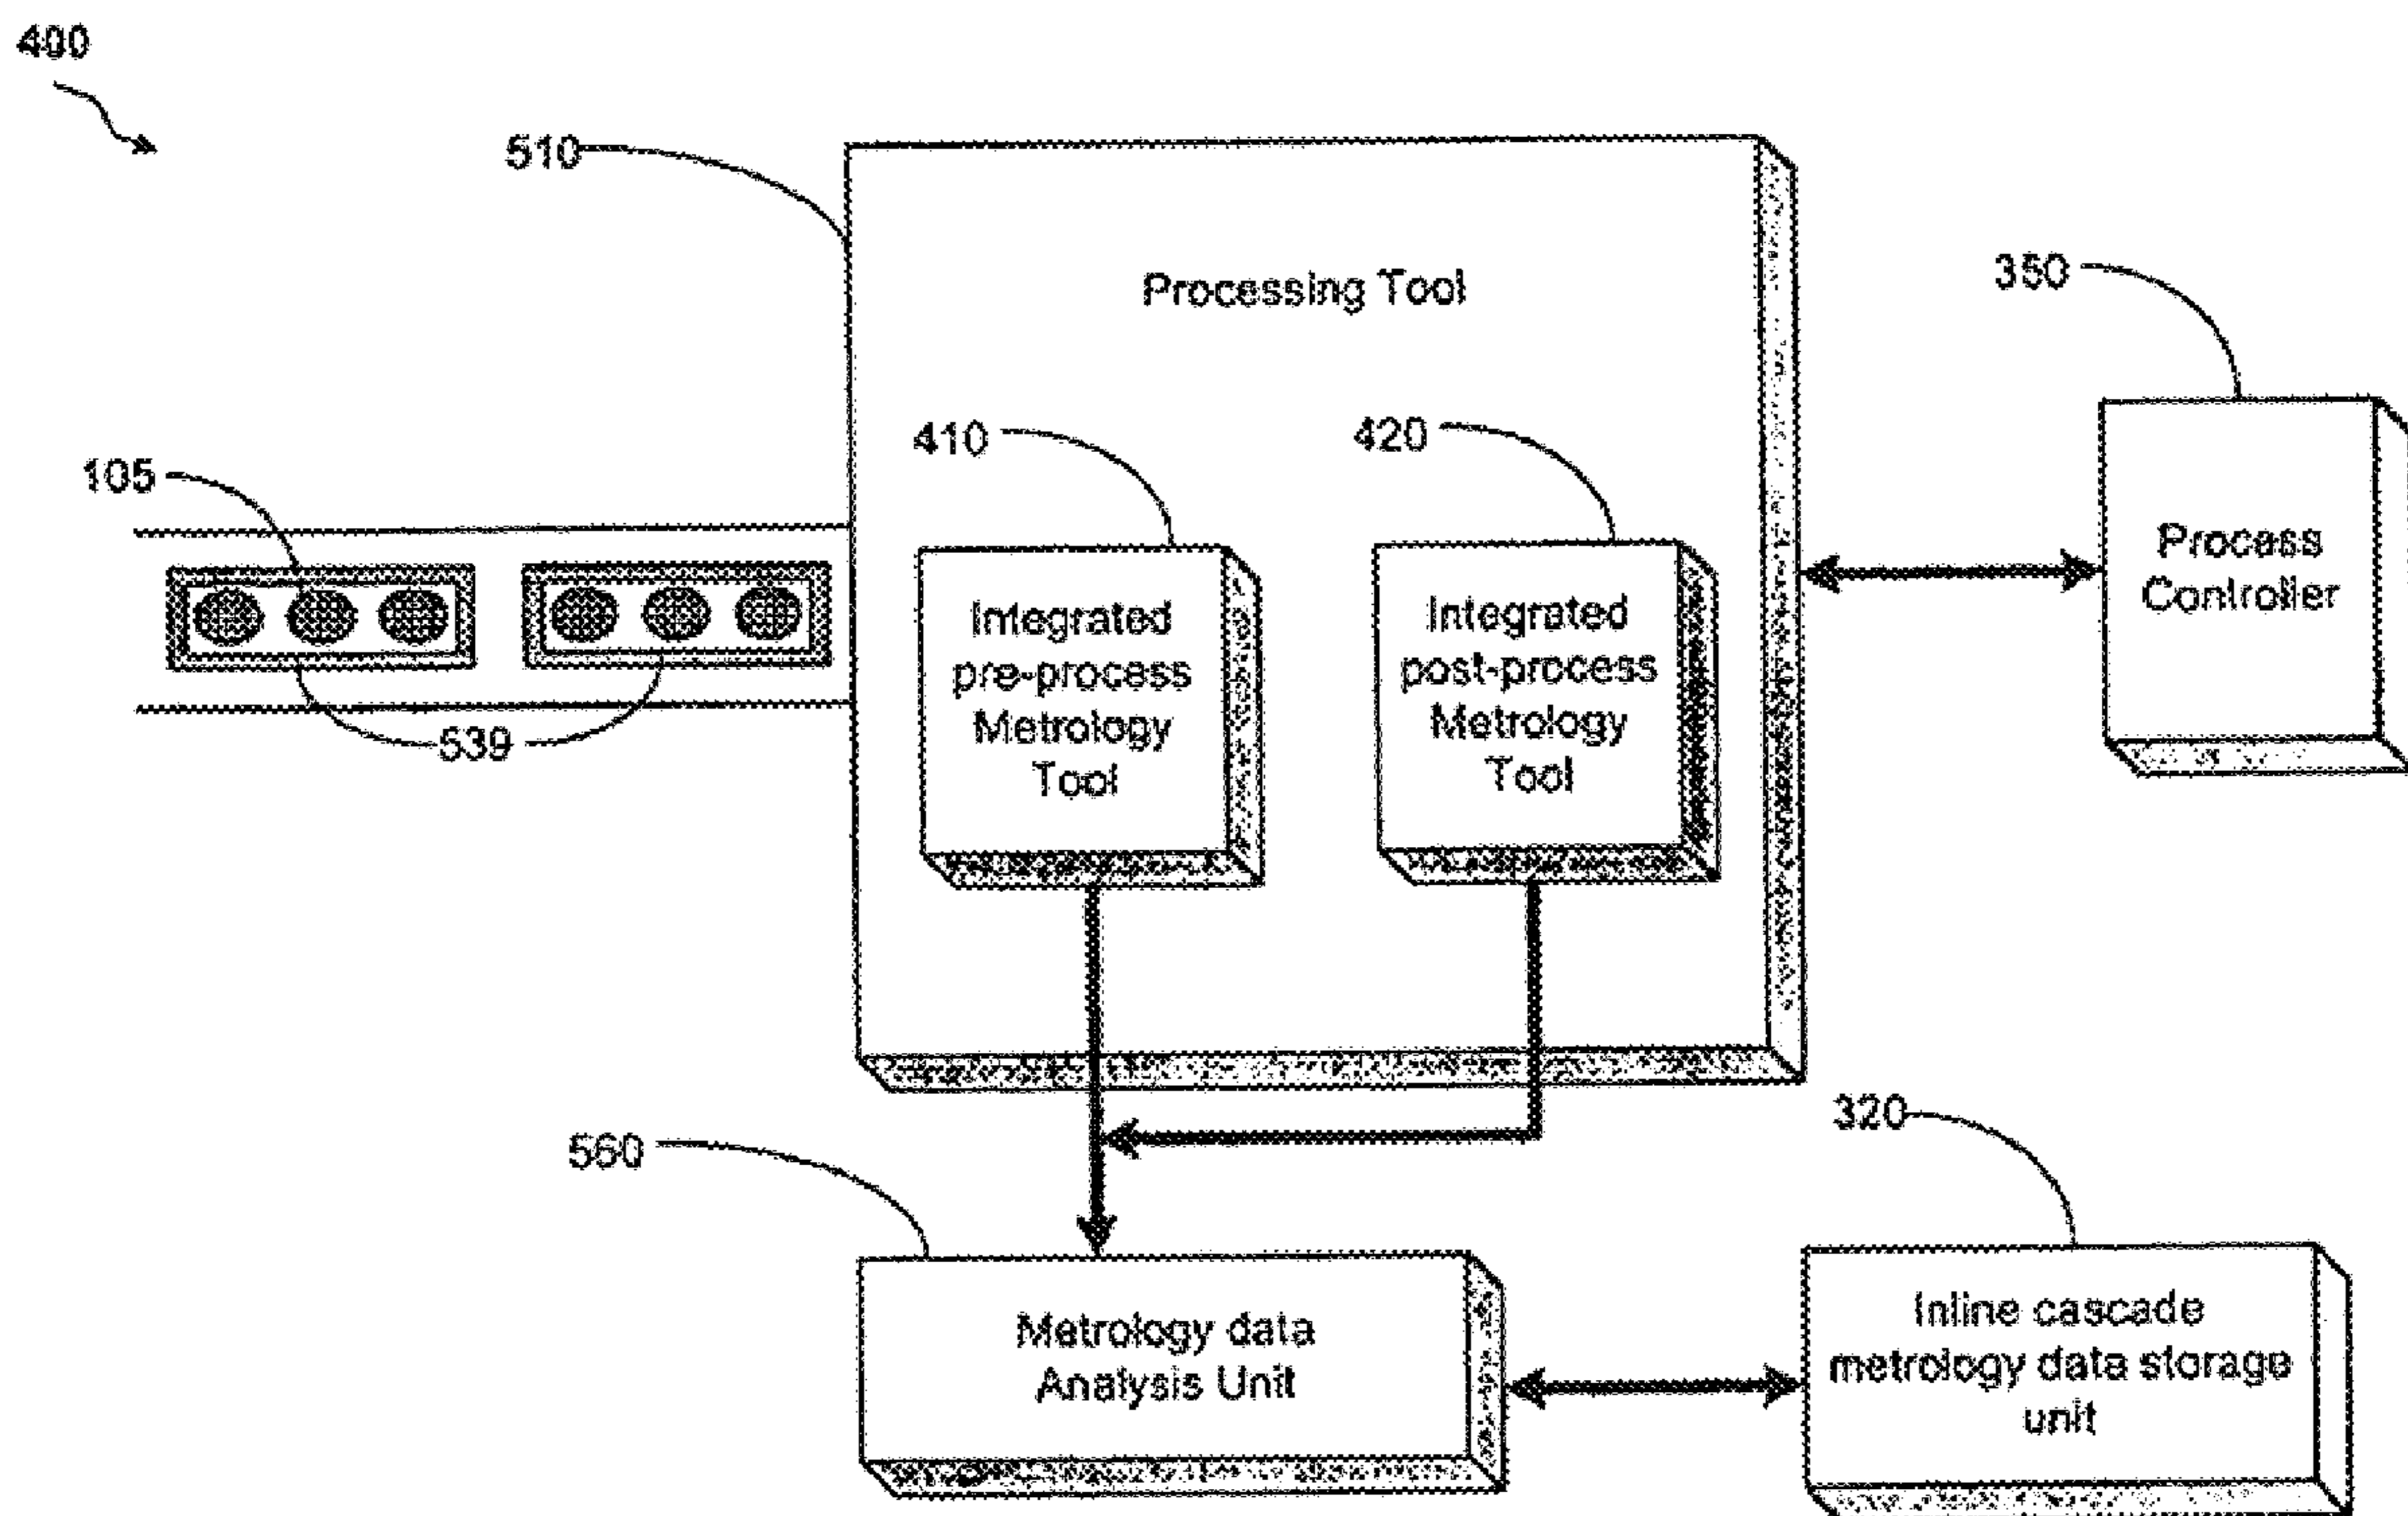 400
510
Processing Tool
350
410
420
105
Process
Controller
Integrated
pre-process
Metrology
Tool
Integrated
post-process
Metrology
Tool
539
320
560
Metrology data
Analysis Unit
Inline cascade
metrology data storage
unit